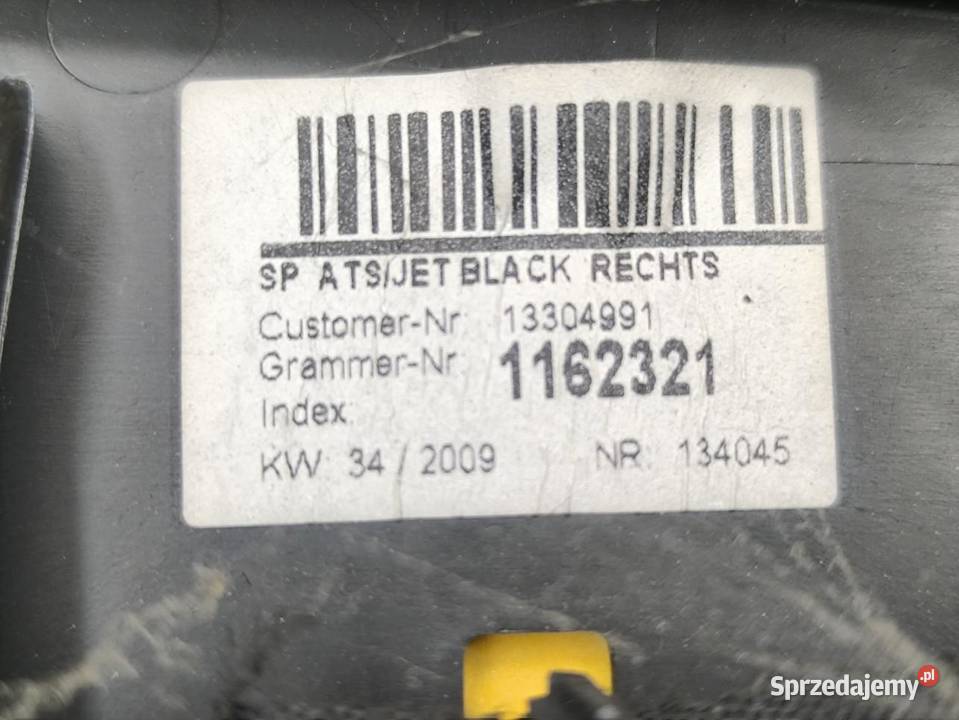 SP ATS/JET BLACK RECHTS
Customer-Nr: 13304991
Grammer-Nr: 1162321
Index:
KW: 34 / 2009 NR: 134045
Sprzedajemy.pl